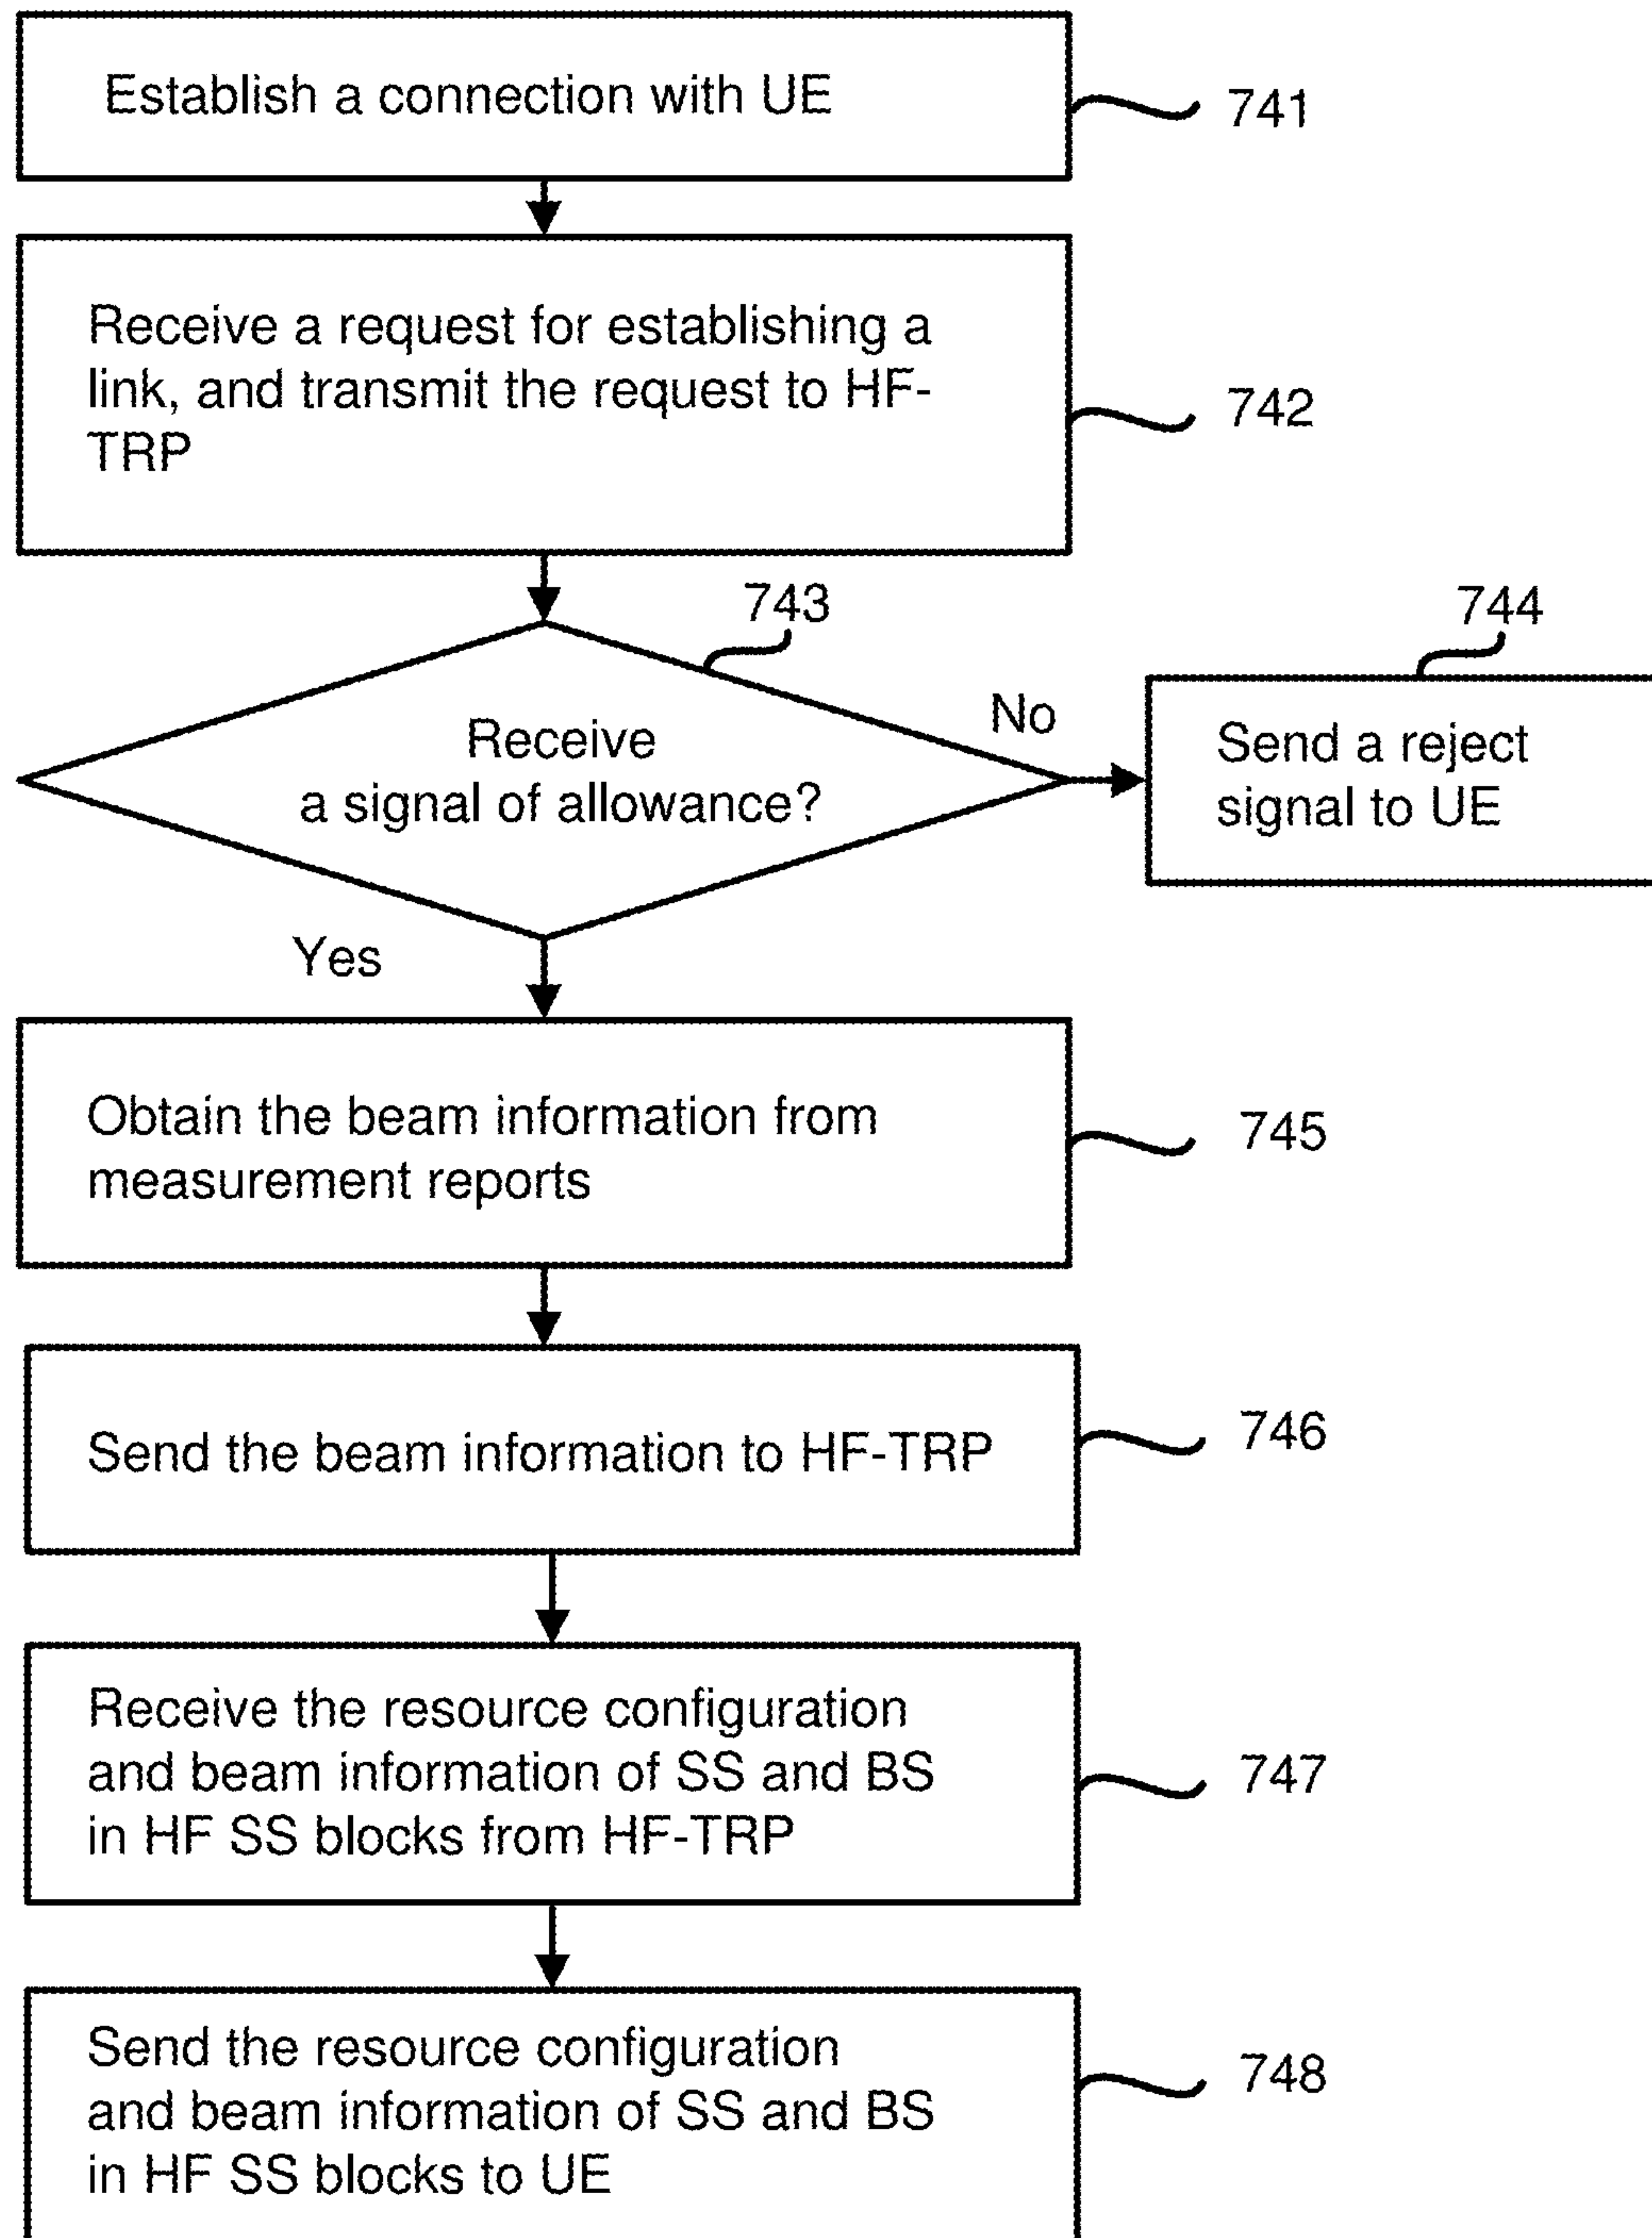 Establish a connection with UE
741
Receive a request for establishing a
link, and transmit the request to HF-
TRP
742
743
Receive
a signal of allowance?
No
744
Send a reject
signal to UE
Yes
Obtain the beam information from
measurement reports
745
Send the beam information to HF-TRP
746
Receive the resource configuration
and beam information of SS and BS
in HF SS blocks from HF-TRP
747
Send the resource configuration
and beam information of SS and BS
in HF SS blocks to UE
748